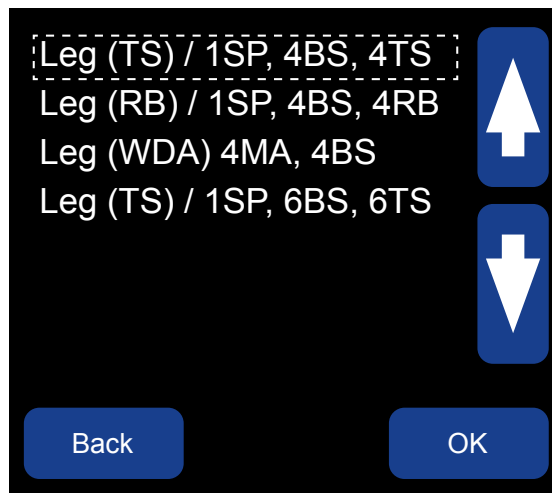 Leg (TS) / 1SP, 4BS, 4TS
Leg (RB) / 1SP, 4BS, 4RB
Leg (WDA) 4MA, 4BS
Leg (TS) / 1SP, 6BS, 6TS
Back
OK